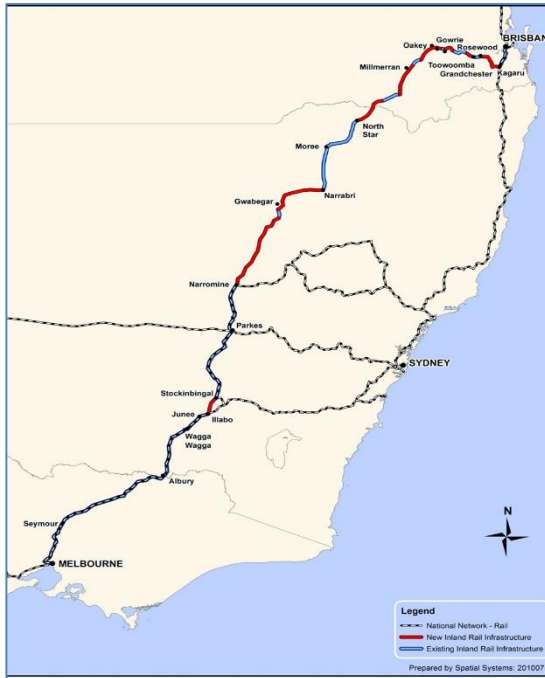 Gowrie
BRISBAN
Oakey
Rosewood
Millmerran
Toowoomba
Grandchester
Kagaru
North
Star
Moree
Gwabegar
Narrabri
Narromine
Parkes
SYDNEY
Stockinbingal
Junee
Illabo
Wagga
Wagga
Albury
Seymour
MELBOURNE
N
Legend
National Network - Rail
New Inland Rail Infrastructure
Existing Inland Rail Infrastructure
Prepared by Spatial Systems: 201007